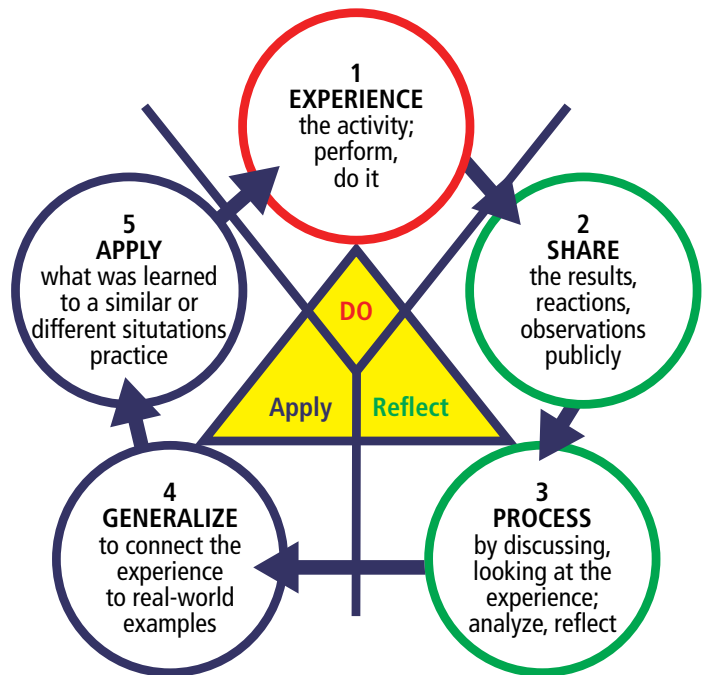 1
EXPERIENCE
the activity;
perform,
do it
2
SHARE
the results,
reactions,
observations
publicly
3
PROCESS
by discussing,
looking at the
experience;
analyze, reflect
4
GENERALIZE
to connect the
experience
to real-world
examples
5
APPLY
what was learned
to a similar or
different situtations
practice
DO
Apply
Reflect